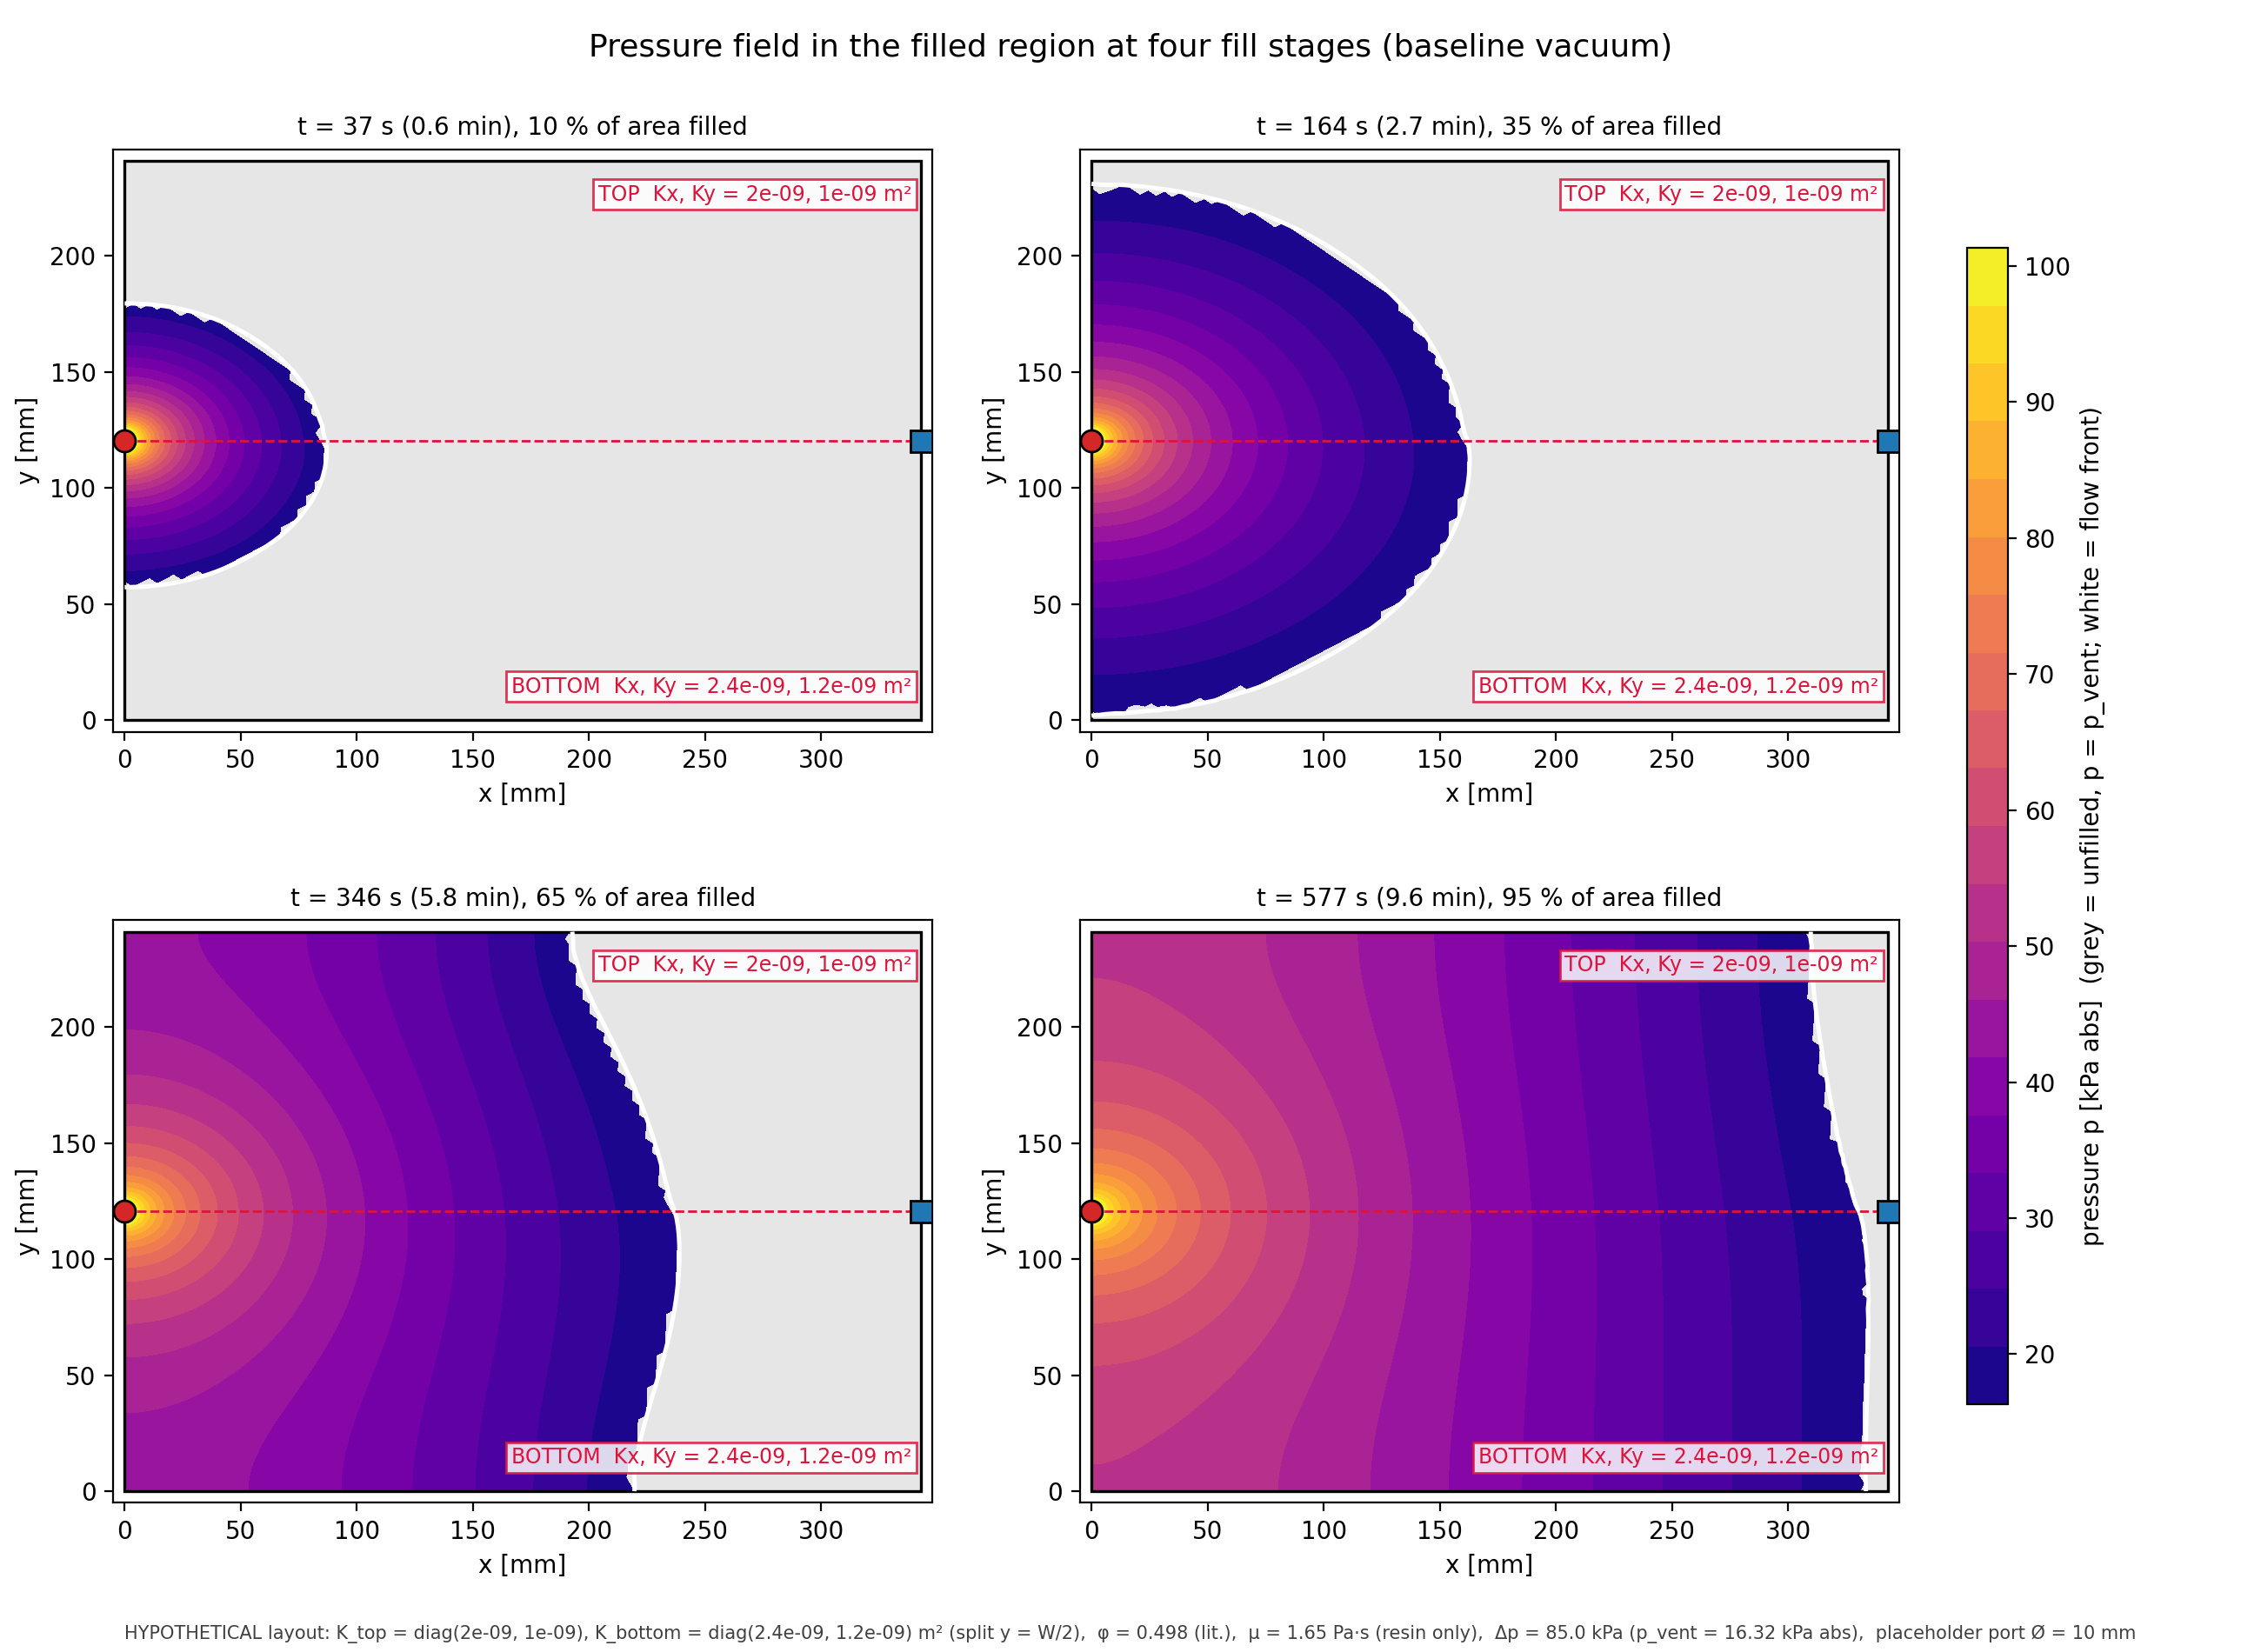 Pressure field in the filled region at four fill stages (baseline vacuum)
t = 37 s (0.6 min), 10 % of area filled
TOP  Kx, Ky = 2e-09, 1e-09 m²
BOTTOM  Kx, Ky = 2.4e-09, 1.2e-09 m²
200
150
100
50
0
y [mm]
0 50 100 150 200 250 300
x [mm]
t = 164 s (2.7 min), 35 % of area filled
TOP  Kx, Ky = 2e-09, 1e-09 m²
BOTTOM  Kx, Ky = 2.4e-09, 1.2e-09 m²
200
150
100
50
0
y [mm]
0 50 100 150 200 250 300
x [mm]
t = 346 s (5.8 min), 65 % of area filled
TOP  Kx, Ky = 2e-09, 1e-09 m²
BOTTOM  Kx, Ky = 2.4e-09, 1.2e-09 m²
200
150
100
50
0
y [mm]
0 50 100 150 200 250 300
x [mm]
t = 577 s (9.6 min), 95 % of area filled
TOP  Kx, Ky = 2e-09, 1e-09 m²
BOTTOM  Kx, Ky = 2.4e-09, 1.2e-09 m²
200
150
100
50
0
y [mm]
0 50 100 150 200 250 300
x [mm]
100
90
80
70
60
50
40
30
20
pressure p [kPa abs]  (grey = unfilled, p = p_vent; white = flow front)
HYPOTHETICAL layout: K_top = diag(2e-09, 1e-09), K_bottom = diag(2.4e-09, 1.2e-09) m² (split y = W/2),  φ = 0.498 (lit.),  μ = 1.65 Pa·s (resin only),  Δp = 85.0 kPa (p_vent = 16.32 kPa abs),  placeholder port Ø = 10 mm